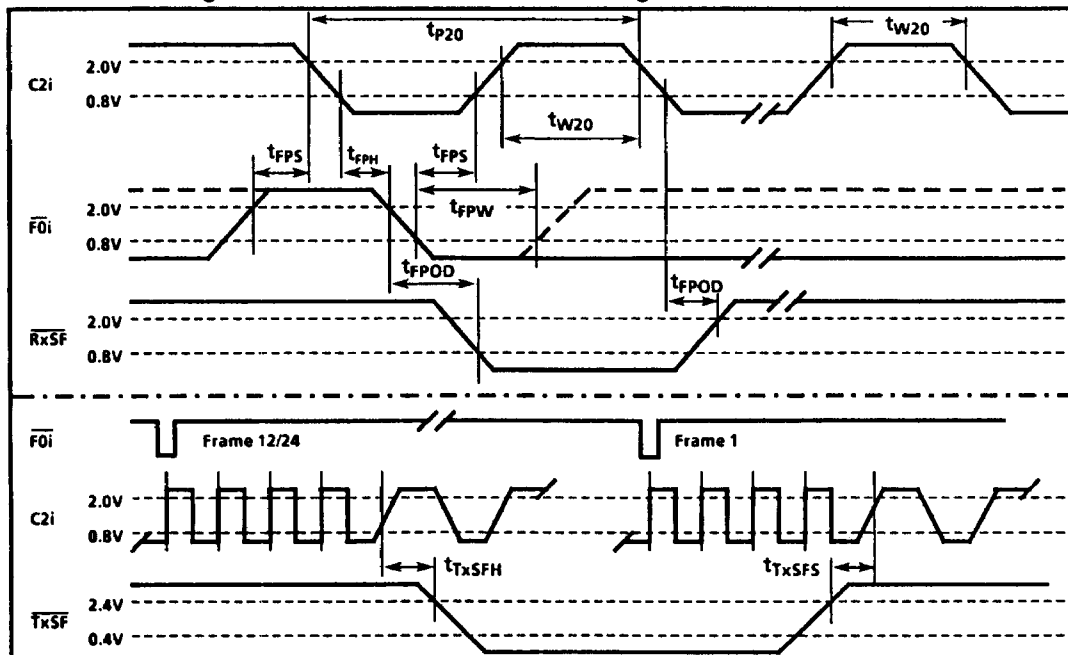 tP20
tW20
2.0V
C2i
0.8V
tW20
tFPS
tFPH
tFPS
2.0V
tFPW
F0i
0.8V
tFPOD
tFPOD
2.0V
RxSF
0.8V
F0i
Frame 12/24
Frame 1
2.0V
C2i
0.8V
tTxSFH
tTxSFS
2.4V
TxSF
0.4V